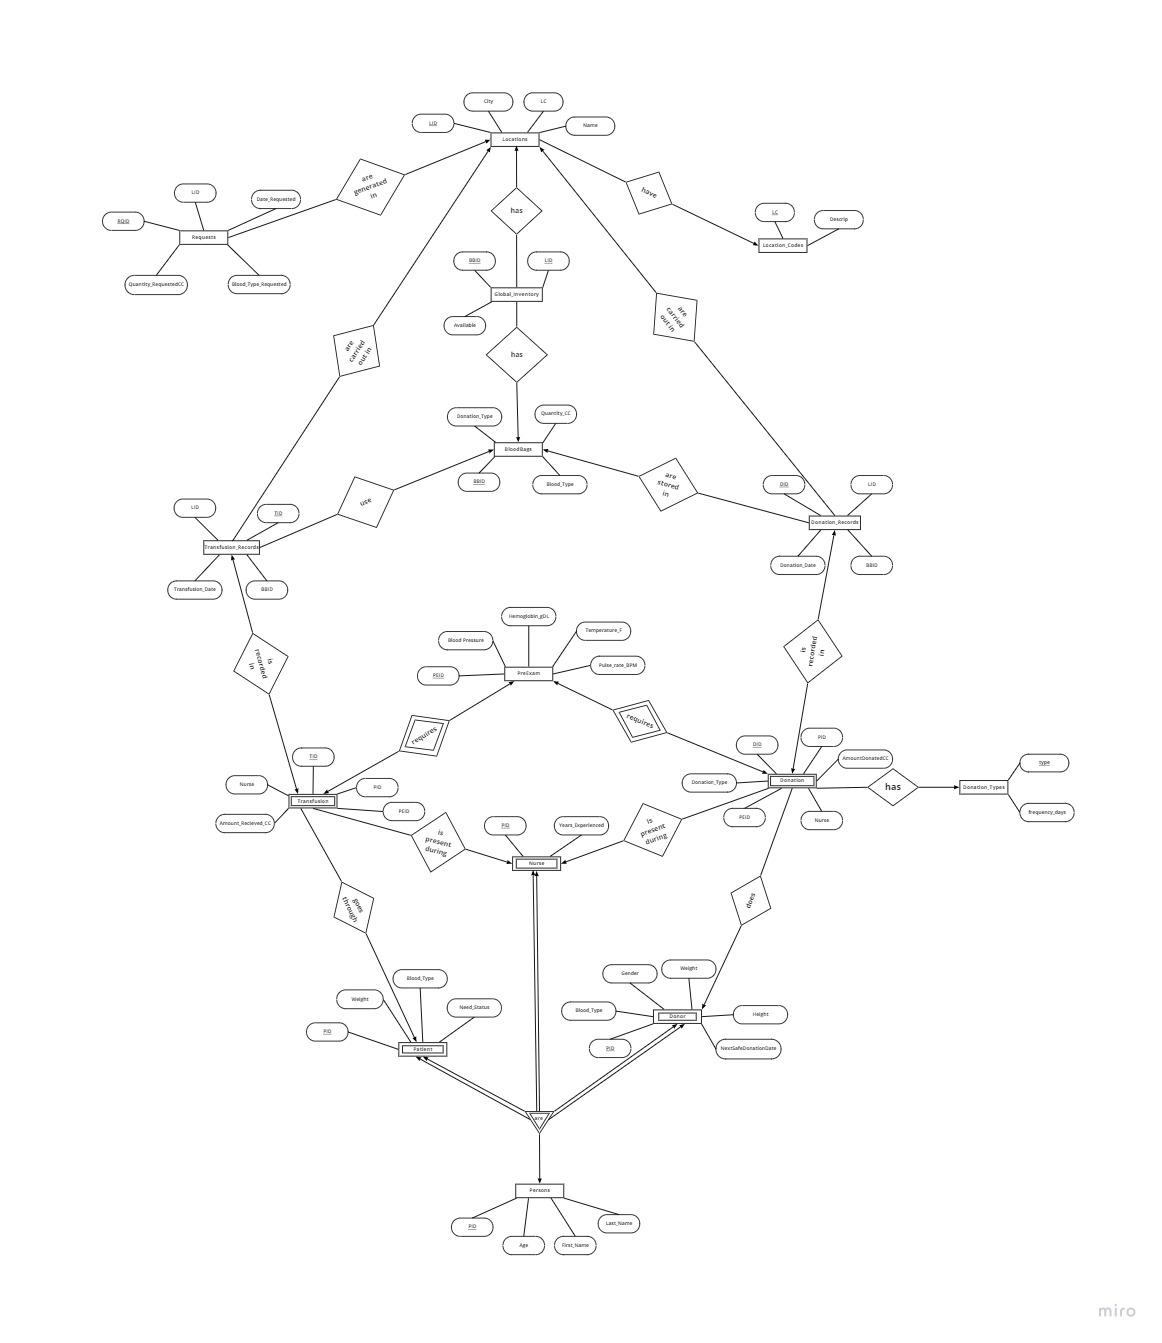 City
LC
LID
Name
Locations
are
generated
in
have
LID
Date_Requested
RQID
Requests
Quantity_RequestedCC
Blood_Type_Requested
has
LC
Descrip
Location_Codes
BBID
LID
Global_Inventory
Available
are
carried
out in
are
carried
out in
has
Donation_Type
Quantity_CC
BloodBags
BBID
Blood_Type
use
are
stored
in
LID
TID
Transfusion_Records
Transfusion_Date
BBID
DID
LID
Donation_Records
Donation_Date
BBID
Hemoglobin_gDL
Blood Pressure
Temperature_F
Pulse_rate_BPM
PEID
PreExam
is
recorded
in
is
recorded
in
requires
requires
TID
Nurse
PID
Transfusion
PEID
Amount_Recieved_CC
DID
PID
AmountDonatedCC
Donation_Type
Donation
PEID
Nurse
has
type
Donation_Types
frequency_days
is
present
during
PID
Years_Experienced
Nurse
is
present
during
goes
through
does
Blood_Type
Weight
Need_Status
PID
Patient
Gender
Weight
Blood_Type
Height
Donor
PID
NextSafeDonationDate
are
Persons
PID
Last_Name
Age
First_Name
miro